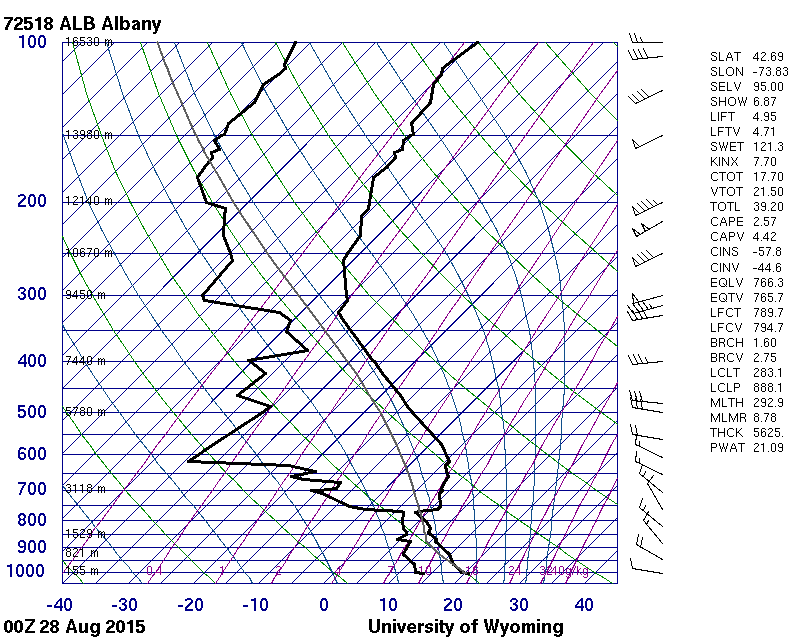 72518 ALB Albany
100
16530 m
13980 m
200
12140 m
10670 m
300
9450 m
400
7440 m
500
5780 m
600
700
3118 m
800
1529 m
900
821 m
1000
165 m
0.4
1
2
4
7
10
16
24
32
40g/kg
-40 -30 -20 -10 0 10 20 30 40
00Z 28 Aug 2015 University of Wyoming
SLAT 42.69
SLON -73.83
SELV 95.00
SHOW 6.87
LIFT 4.95
LFTV 4.71
SWET 121.3
KINX 7.70
CTOT 17.70
VTOT 21.50
TOTL 39.20
CAPE 2.57
CAPV 4.42
CINS -57.8
CINV -44.6
EQLV 766.3
EQTV 765.7
LFCT 789.7
LFCV 794.7
BRCH 1.60
BRCV 2.75
LCLT 283.1
LCLP 888.1
MLTH 292.9
MLMR 8.78
THCK 5625.
PWAT 21.09